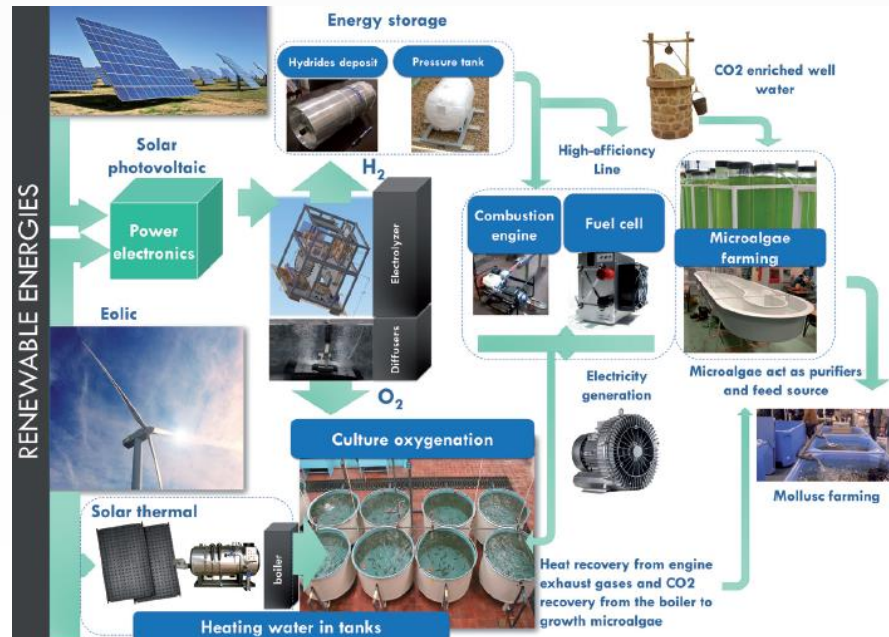 RENEWABLE ENERGIES
Energy storage
Hydrides deposit
Pressure tank
CO2 enriched well
water
Solar
photovoltaic
H2
High-efficiency
Line
Power
electronics
Electrolyzer
Combustion
engine
Fuel cell
Microalgae
farming
Eolic
Diffusers
O2
Electricity
generation
Microalgae act as purifiers
and feed source
Culture oxygenation
Mollusc farming
Solar thermal
boiler
Heat recovery from engine
exhaust gases and CO2
recovery from the boiler to
growth microalgae
Heating water in tanks